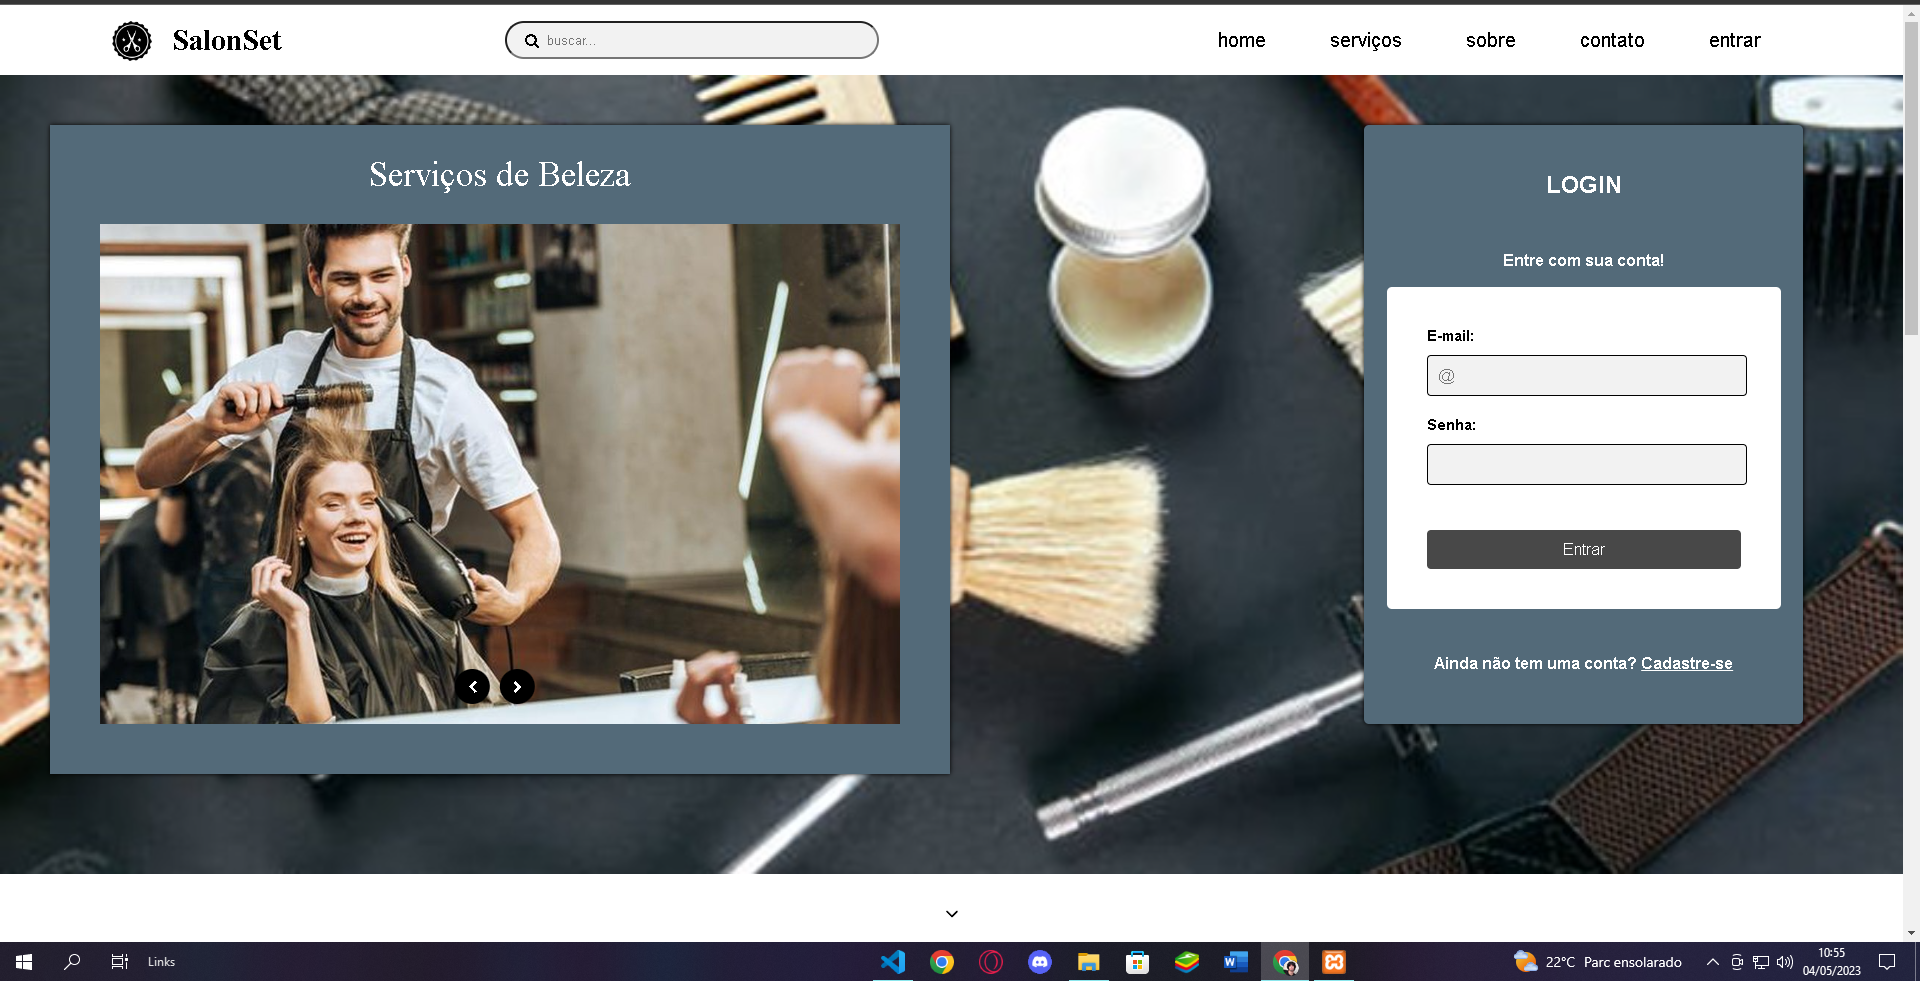 SalonSet
buscar...
home
serviços
sobre
contato
entrar
Serviços de Beleza
LOGIN
Entre com sua conta!
E-mail:
@
Senha:
Entrar
Ainda não tem uma conta? Cadastre-se
Links
W
22°C Parc ensolarado
10:55
04/05/2023